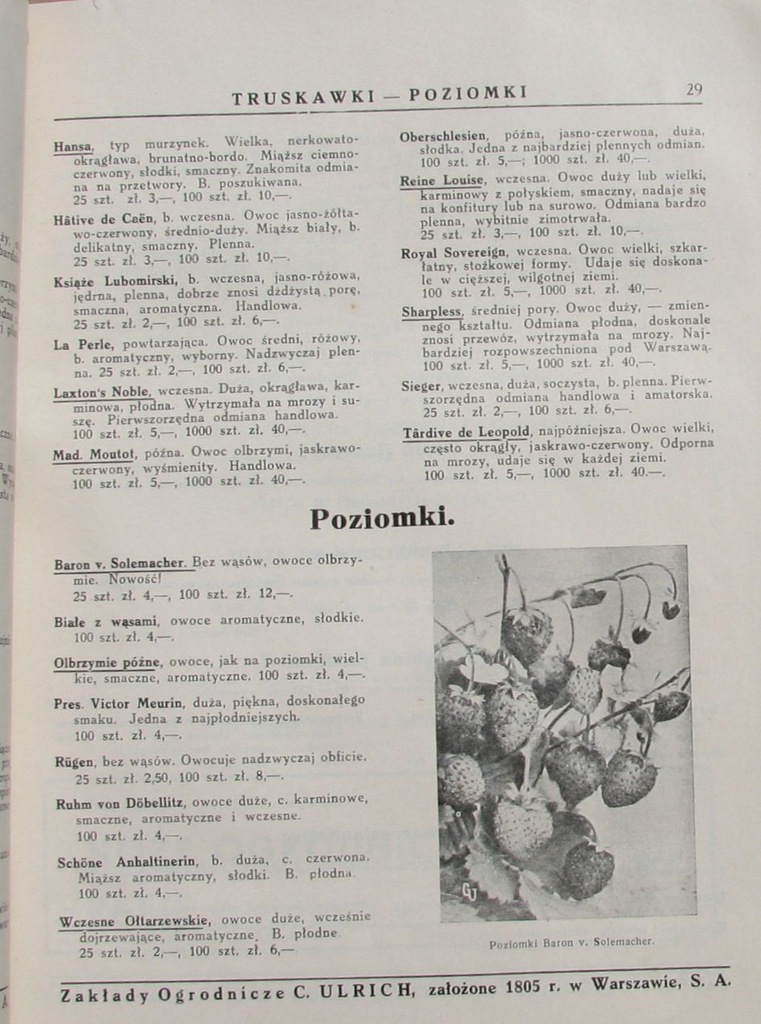 TRUSKAWKI — POZIOMKI
29
Hansa, typ murzynek. Wielka, nerkowato-
okrągława, brunatno-bordo. Miąższ ciemno-
czerwony, słodki, smaczny. Znakomita odmia-
na na przetwory. B. poszukiwana.
25 szt. zł. 3,—, 100 szt. zł. 10,—.
Hâtive de Caën, b. wczesna. Owoc jasno-żółta-
wo-czerwony, średnio-duży. Miąższ biały, b.
delikatny, smaczny. Plenna.
25 szt. zł. 3,—, 100 szt. zł. 10,—.
Książe Lubomirski, b. wczesna, jasno-różowa,
jędrna, plenna, dobrze znosi dżdżystą porę,
smaczna, aromatyczna. Handlowa.
25 szt. zł. 2,—, 100 szt. zł. 6,—.
La Perle, powtarzająca. Owoc średni, różowy,
b. aromatyczny, wyborny. Nadzwyczaj plen-
na. 25 szt. zł. 2,—, 100 szt. zł. 6,—.
Laxton's Noble, wczesna. Duża, okrągława, kar-
minowa, płodna. Wytrzymała na mrozy i su-
szę. Pierwszorzędna odmiana handlowa.
100 szt. zł. 5,—, 1000 szt. zł. 40,—.
Mad. Moutot, późna. Owoc olbrzymi, jaskrawo-
czerwony, wyśmienity. Handlowa.
100 szt. zł. 5,—, 1000 szt. zł. 40,—.
Oberschlesien, późna, jasno-czerwona, duża,
słodka. Jedna z najbardziej plennych odmian.
100 szt. zł. 5,—; 1000 szt. zł. 40,—.
Reine Louise, wczesna. Owoc duży lub wielki,
karminowy z połyskiem, smaczny, nadaje się
na konfitury lub na surowo. Odmiana bardzo
plenna, wybitnie zimotrwała.
25 szt. zł. 3,—, 100 szt. zł. 10,—.
Royal Sovereign, wczesna. Owoc wielki, szkar-
łatny, stożkowej formy. Udaje się doskona-
le w cięższej, wilgotnej ziemi.
100 szt. zł. 5,—, 1000 szt. zł. 40,—.
Sharpless, średniej pory. Owoc duży, — zmien-
nego kształtu. Odmiana płodna, doskonale
znosi przewóz, wytrzymała na mrozy. Naj-
bardziej rozpowszechniona pod Warszawą.
100 szt. zł. 5,—, 1000 szt. zł. 40,—.
Sieger, wczesna, duża, soczysta, b. plenna. Pierw-
szorzędna odmiana handlowa i amatorska.
25 szt. zł. 2,—, 100 szt. zł. 6,—.
Târdive de Leopold, najpóźniejsza. Owoc wielki,
często okrągły, jaskrawo-czerwony. Odporna
na mrozy, udaje się w każdej ziemi.
100 szt. zł. 5,—, 1000 szt. zł. 40.—.
Poziomki.
Baron v. Solemacher. Bez wąsów, owoce olbrzy-
mie. Nowość!
25 szt. zł. 4,—, 100 szt. zł. 12,—.
Białe z wąsami, owoce aromatyczne, słodkie.
100 szt. zł. 4,—.
Olbrzymie późne, owoce, jak na poziomki, wiel-
kie, smaczne, aromatyczne. 100 szt. zł. 4,—.
Pres. Victor Meurin, duża, piękna, doskonałego
smaku. Jedna z najpłodniejszych.
100 szt. zł. 4,—.
Rügen, bez wąsów. Owocuje nadzwyczaj obficie.
25 szt. zł. 2,50, 100 szt. zł. 8,—.
Ruhm von Döbellitz, owoce duże, c. karminowe,
smaczne, aromatyczne i wczesne.
100 szt. zł. 4,—.
Schöne Anhaltinerin, b. duża, c. czerwona.
Miąższ aromatyczny, słodki. B. płodna.
100 szt. zł. 4,—.
Wczesne Ołtarzewskie, owoce duże, wcześnie
dojrzewające, aromatyczne. B. płodne
25 szt. zł. 2,—, 100 szt. zł. 6,—
GU
Poziomki Baron v. Solemacher.
Zakłady Ogrodnicze C. ULRICH, założone 1805 r. w Warszawie, S. A.